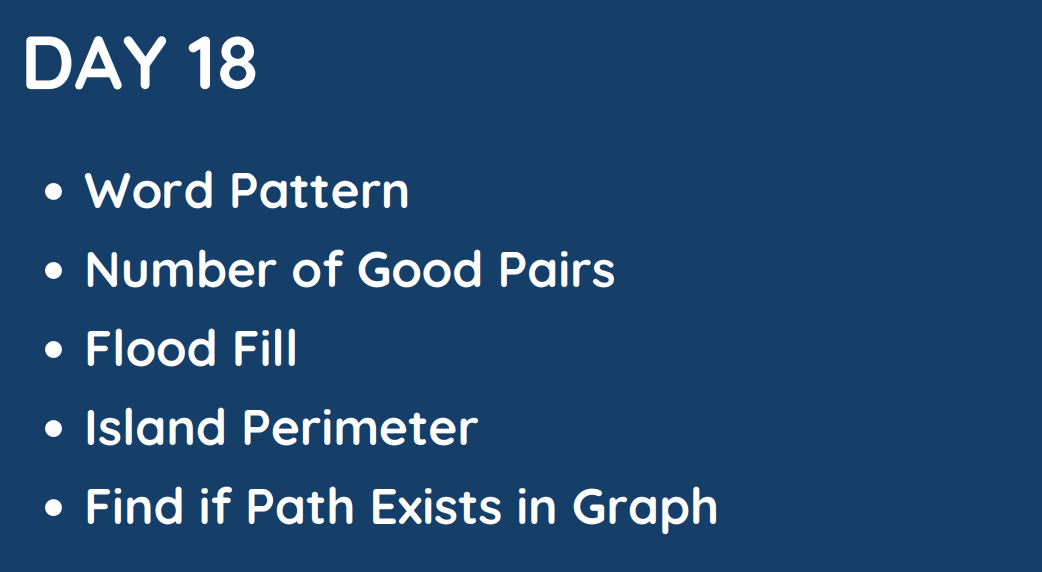 DAY 18
• Word Pattern
• Number of Good Pairs
• Flood Fill
• Island Perimeter
• Find if Path Exists in Graph